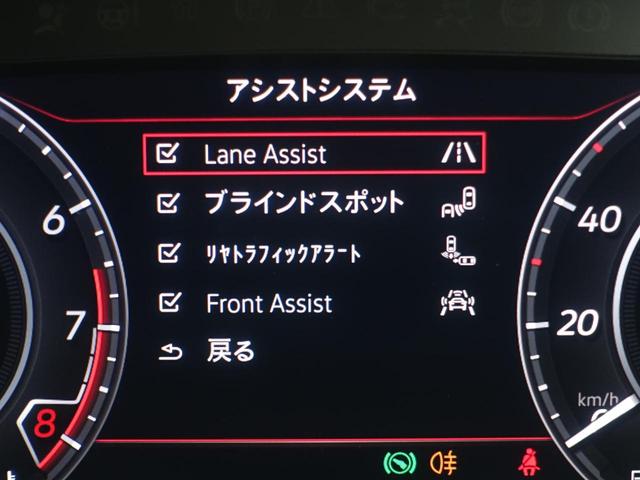 アシストシステム
Lane Assist
ブラインドスポット
ﾘﾔﾄﾗﾌｨｯｸｱﾗｰﾄ
Front Assist
戻る
6
7
8
40
20
km/h